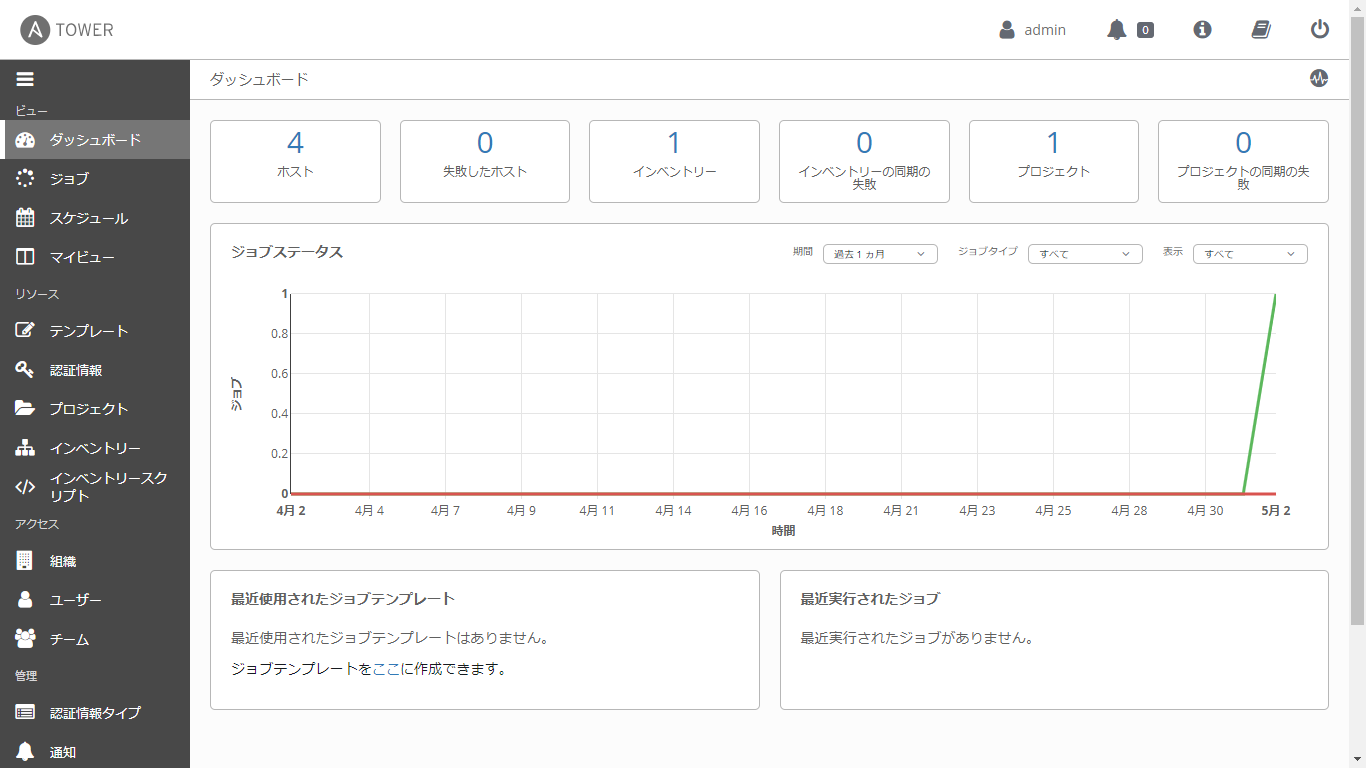 A TOWER
admin
0
ビュー
ダッシュボード
ジョブ
スケジュール
マイビュー
リソース
テンプレート
認証情報
プロジェクト
インベントリー
インベントリースク
リプト
アクセス
組織
ユーザー
チーム
管理
認証情報タイプ
通知
ダッシュボード
4
ホスト
0
失敗したホスト
1
インベントリー
0
インベントリーの同期の
失敗
1
プロジェクト
0
プロジェクトの同期の失
敗
ジョブステータス
期間
過去 1 ヵ月
ジョブタイプ
すべて
表示
すべて
ジョブ
1
0.8
0.6
0.4
0.2
0
4月 2
4月 4
4月 7
4月 9
4月 11
4月 14
4月 16
4月 18
4月 21
4月 23
4月 25
4月 28
4月 30
5月 2
時間
最近使用されたジョブテンプレート
最近使用されたジョブテンプレートはありません。
ジョブテンプレートをここに作成できます。
最近実行されたジョブ
最近実行されたジョブがありません。